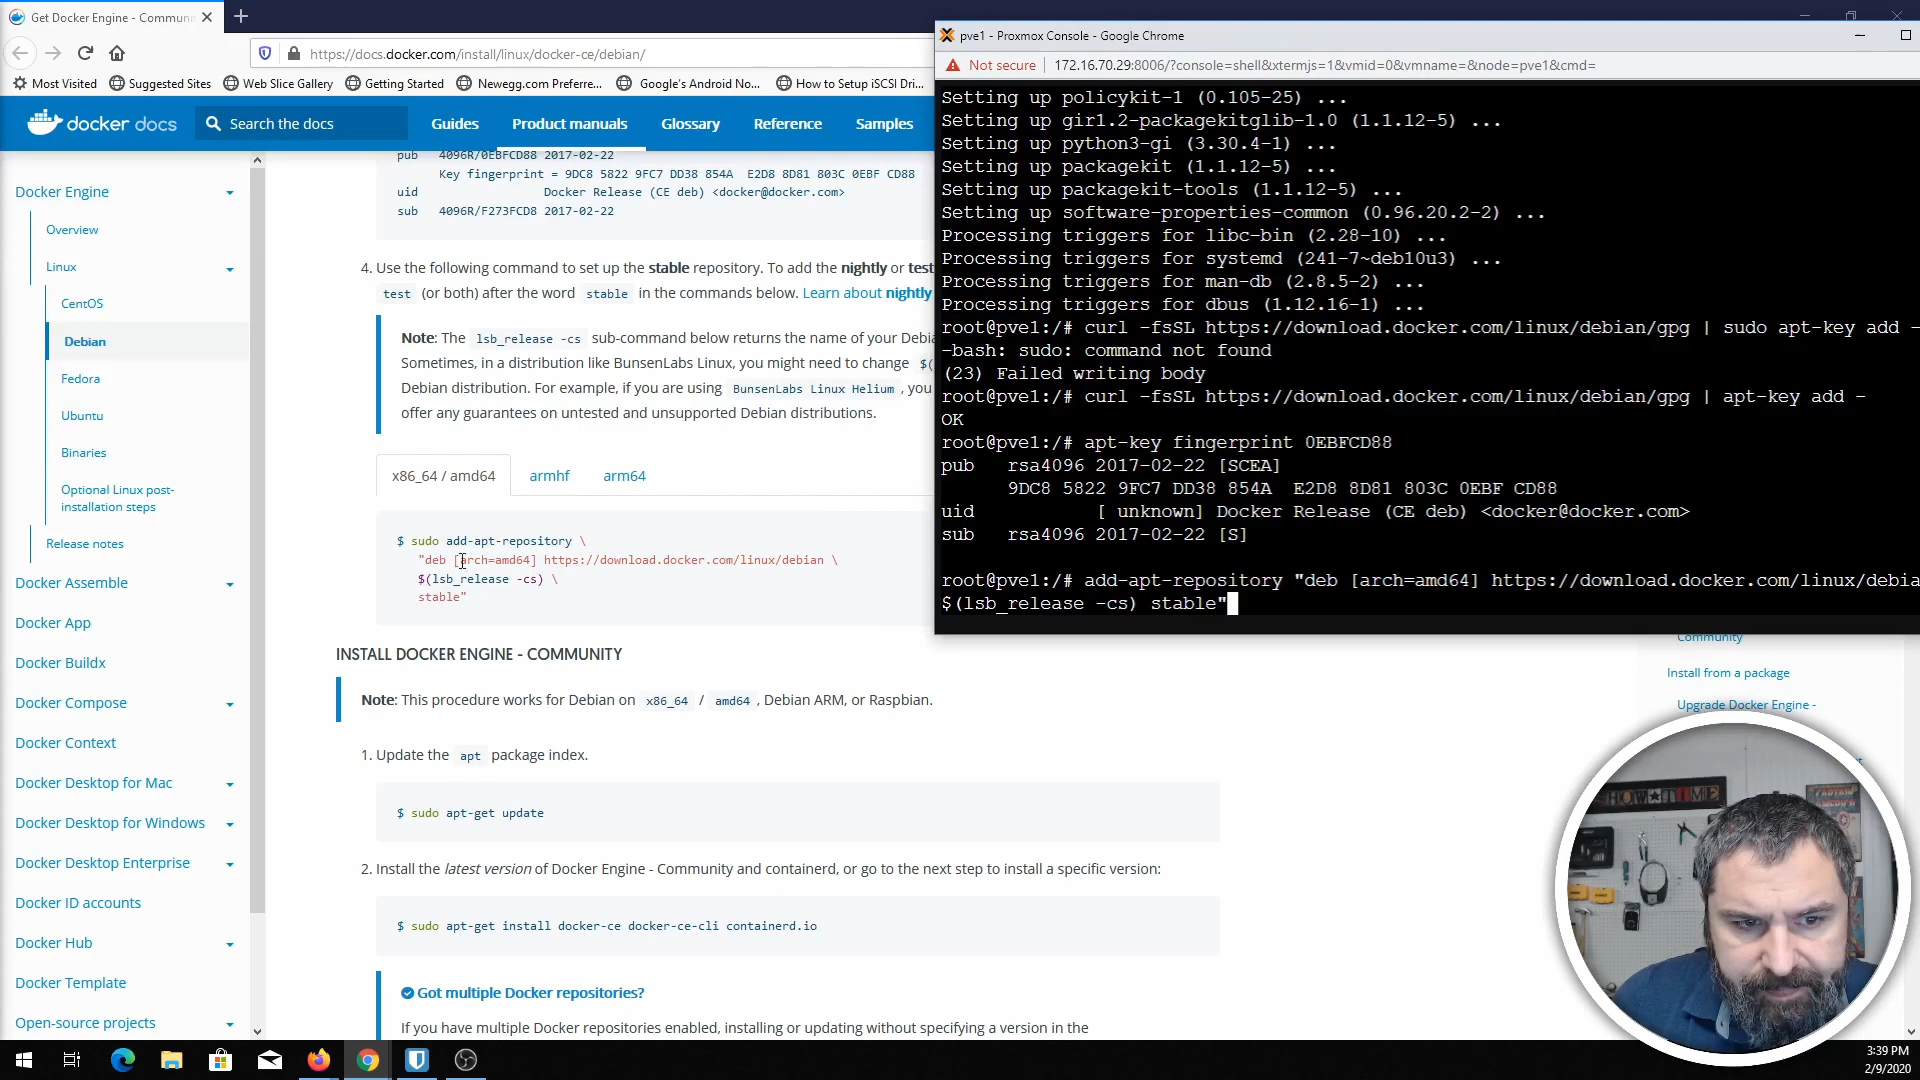 Get Docker Engine - Communi
https://docs.docker.com/install/linux/docker-ce/debian/
Most Visited
Suggested Sites
Web Slice Gallery
Getting Started
Newegg.com Preferre...
Google's Android No...
How to Setup iSCSI Dri...
docker docs
Search the docs
Guides
Product manuals
Glossary
Reference
Samples
Docker Engine
Overview
Linux
CentOS
Debian
Fedora
Ubuntu
Binaries
Optional Linux post-
installation steps
Release notes
Docker Assemble
Docker App
Docker Buildx
Docker Compose
Docker Context
Docker Desktop for Mac
Docker Desktop for Windows
Docker Desktop Enterprise
Docker ID accounts
Docker Hub
Docker Template
Open-source projects
pub 4096R/0EBFCD88 2017-02-22
Key fingerprint = 9DC8 5822 9FC7 DD38 854A E2D8 8D81 803C 0EBF CD88
uid Docker Release (CE deb) <docker@docker.com>
sub 4096R/F273FCD8 2017-02-22
4. Use the following command to set up the stable repository. To add the nightly or test
test (or both) after the word stable in the commands below. Learn about nightly
Note: The lsb_release -cs sub-command below returns the name of your Debia
Sometimes, in a distribution like BunsenLabs Linux, you might need to change $(
Debian distribution. For example, if you are using BunsenLabs Linux Helium , you
offer any guarantees on untested and unsupported Debian distributions.
x86_64 / amd64
armhf
arm64
$ sudo add-apt-repository \
"deb [arch=amd64] https://download.docker.com/linux/debian \
$(lsb_release -cs) \
stable"
INSTALL DOCKER ENGINE - COMMUNITY
Note: This procedure works for Debian on x86_64 / amd64 , Debian ARM, or Raspbian.
1. Update the apt package index.
$ sudo apt-get update
2. Install the latest version of Docker Engine - Community and containerd, or go to the next step to install a specific version:
$ sudo apt-get install docker-ce docker-ce-cli containerd.io
Got multiple Docker repositories?
If you have multiple Docker repositories enabled, installing or updating without specifying a version in the
pve1 - Proxmox Console - Google Chrome
Not secure
172.16.70.29:8006/?console=shell&xtermjs=1&vmid=0&vmname=&node=pve1&cmd=
Setting up policykit-1 (0.105-25) ...
Setting up gir1.2-packagekitglib-1.0 (1.1.12-5) ...
Setting up python3-gi (3.30.4-1) ...
Setting up packagekit (1.1.12-5) ...
Setting up packagekit-tools (1.1.12-5) ...
Setting up software-properties-common (0.96.20.2-2) ...
Processing triggers for libc-bin (2.28-10) ...
Processing triggers for systemd (241-7~deb10u3) ...
Processing triggers for man-db (2.8.5-2) ...
Processing triggers for dbus (1.12.16-1) ...
root@pve1:/# curl -fsSL https://download.docker.com/linux/debian/gpg | sudo apt-key add -
-bash: sudo: command not found
(23) Failed writing body
root@pve1:/# curl -fsSL https://download.docker.com/linux/debian/gpg | apt-key add -
OK
root@pve1:/# apt-key fingerprint 0EBFCD88
pub rsa4096 2017-02-22 [SCEA]
9DC8 5822 9FC7 DD38 854A E2D8 8D81 803C 0EBF CD88
uid [ unknown] Docker Release (CE deb) <docker@docker.com>
sub rsa4096 2017-02-22 [S]
root@pve1:/# add-apt-repository "deb [arch=amd64] https://download.docker.com/linux/debia
$(lsb_release -cs) stable"
Community
Install from a package
Upgrade Docker Engine -
SHOW TIME
3:39 PM
2/9/2020